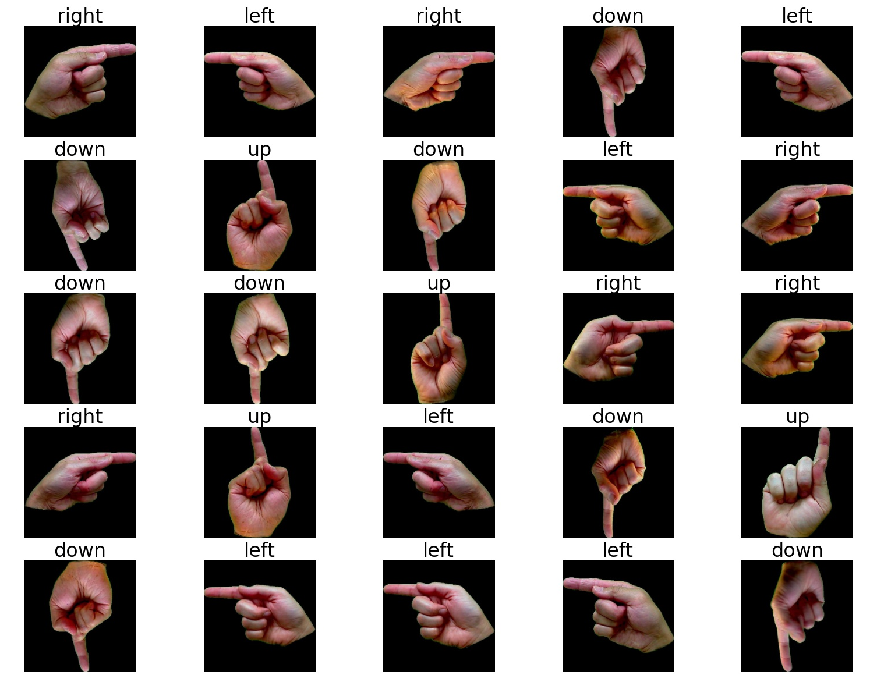 right left right down left
down up down left right
down down up right right
right up left down up
down left left left down